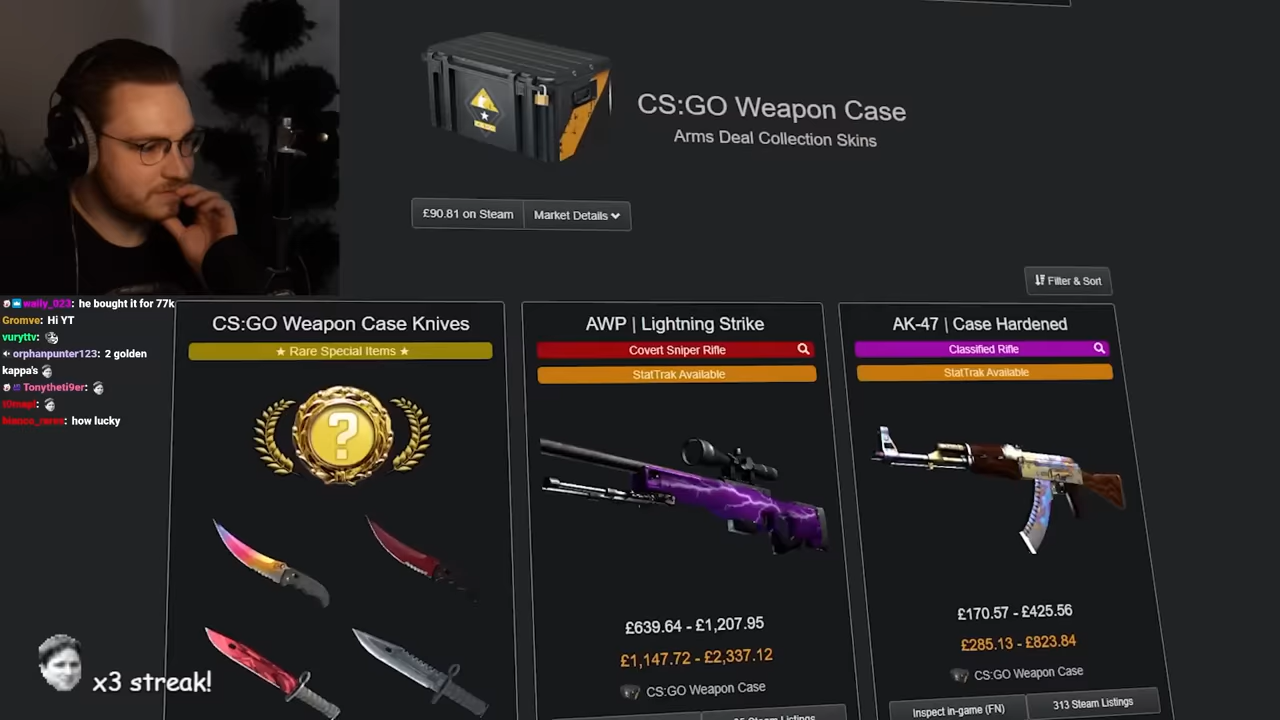 CS:GO Weapon Case
Arms Deal Collection Skins
£90.81 on Steam
Market Details
Filter & Sort
waily_023: he bought it for 77k
Gromve: Hi YT
vuryttv:
orphanpunter123: 2 golden
kappa's
Tonytheti9er:
how lucky
CS:GO Weapon Case Knives
★ Rare Special Items ★
?
AWP | Lightning Strike
Covert Sniper Rifle
StatTrak Available
£639.64 - £1,207.95
£1,147.72 - £2,337.12
CS:GO Weapon Case
Steam Listings
AK-47 | Case Hardened
Classified Rifle
StatTrak Available
£170.57 - £425.56
£285.13 - £823.84
CS:GO Weapon Case
Inspect in-game (FN)
313 Steam Listings
x3 streak!